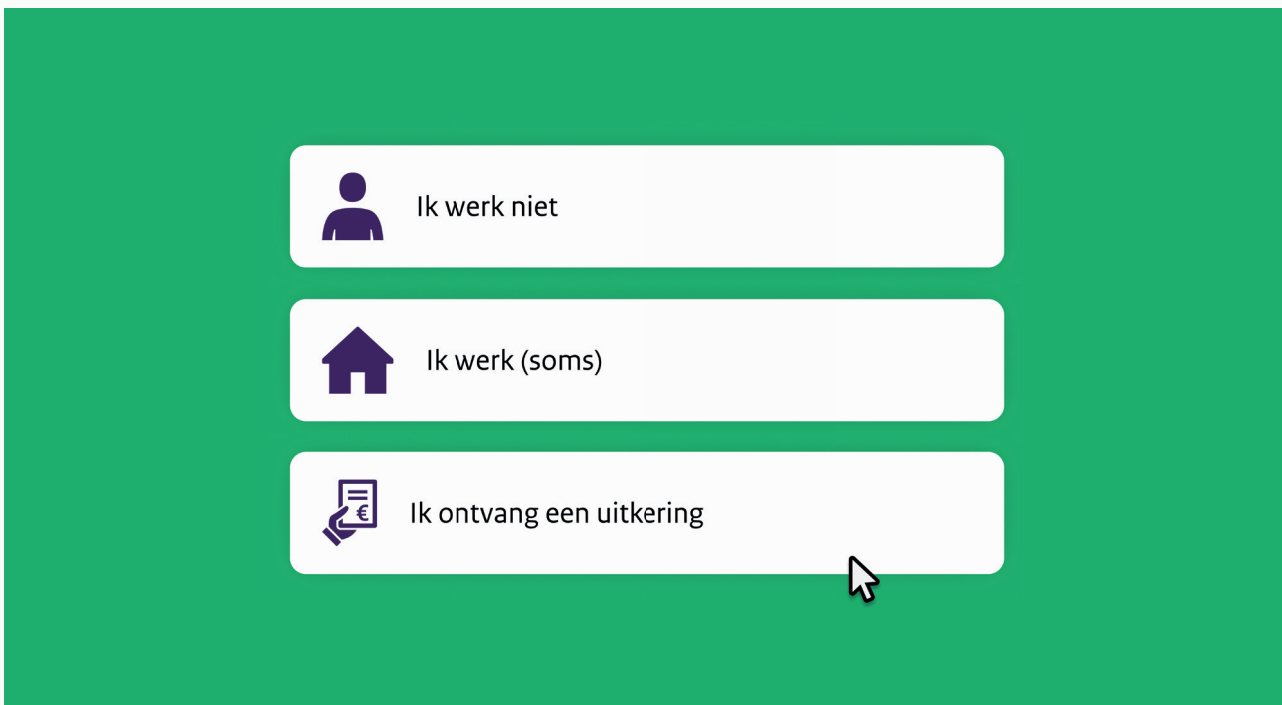 Ik werk niet
Ik werk (soms)
€
Ik ontvang een uitkering